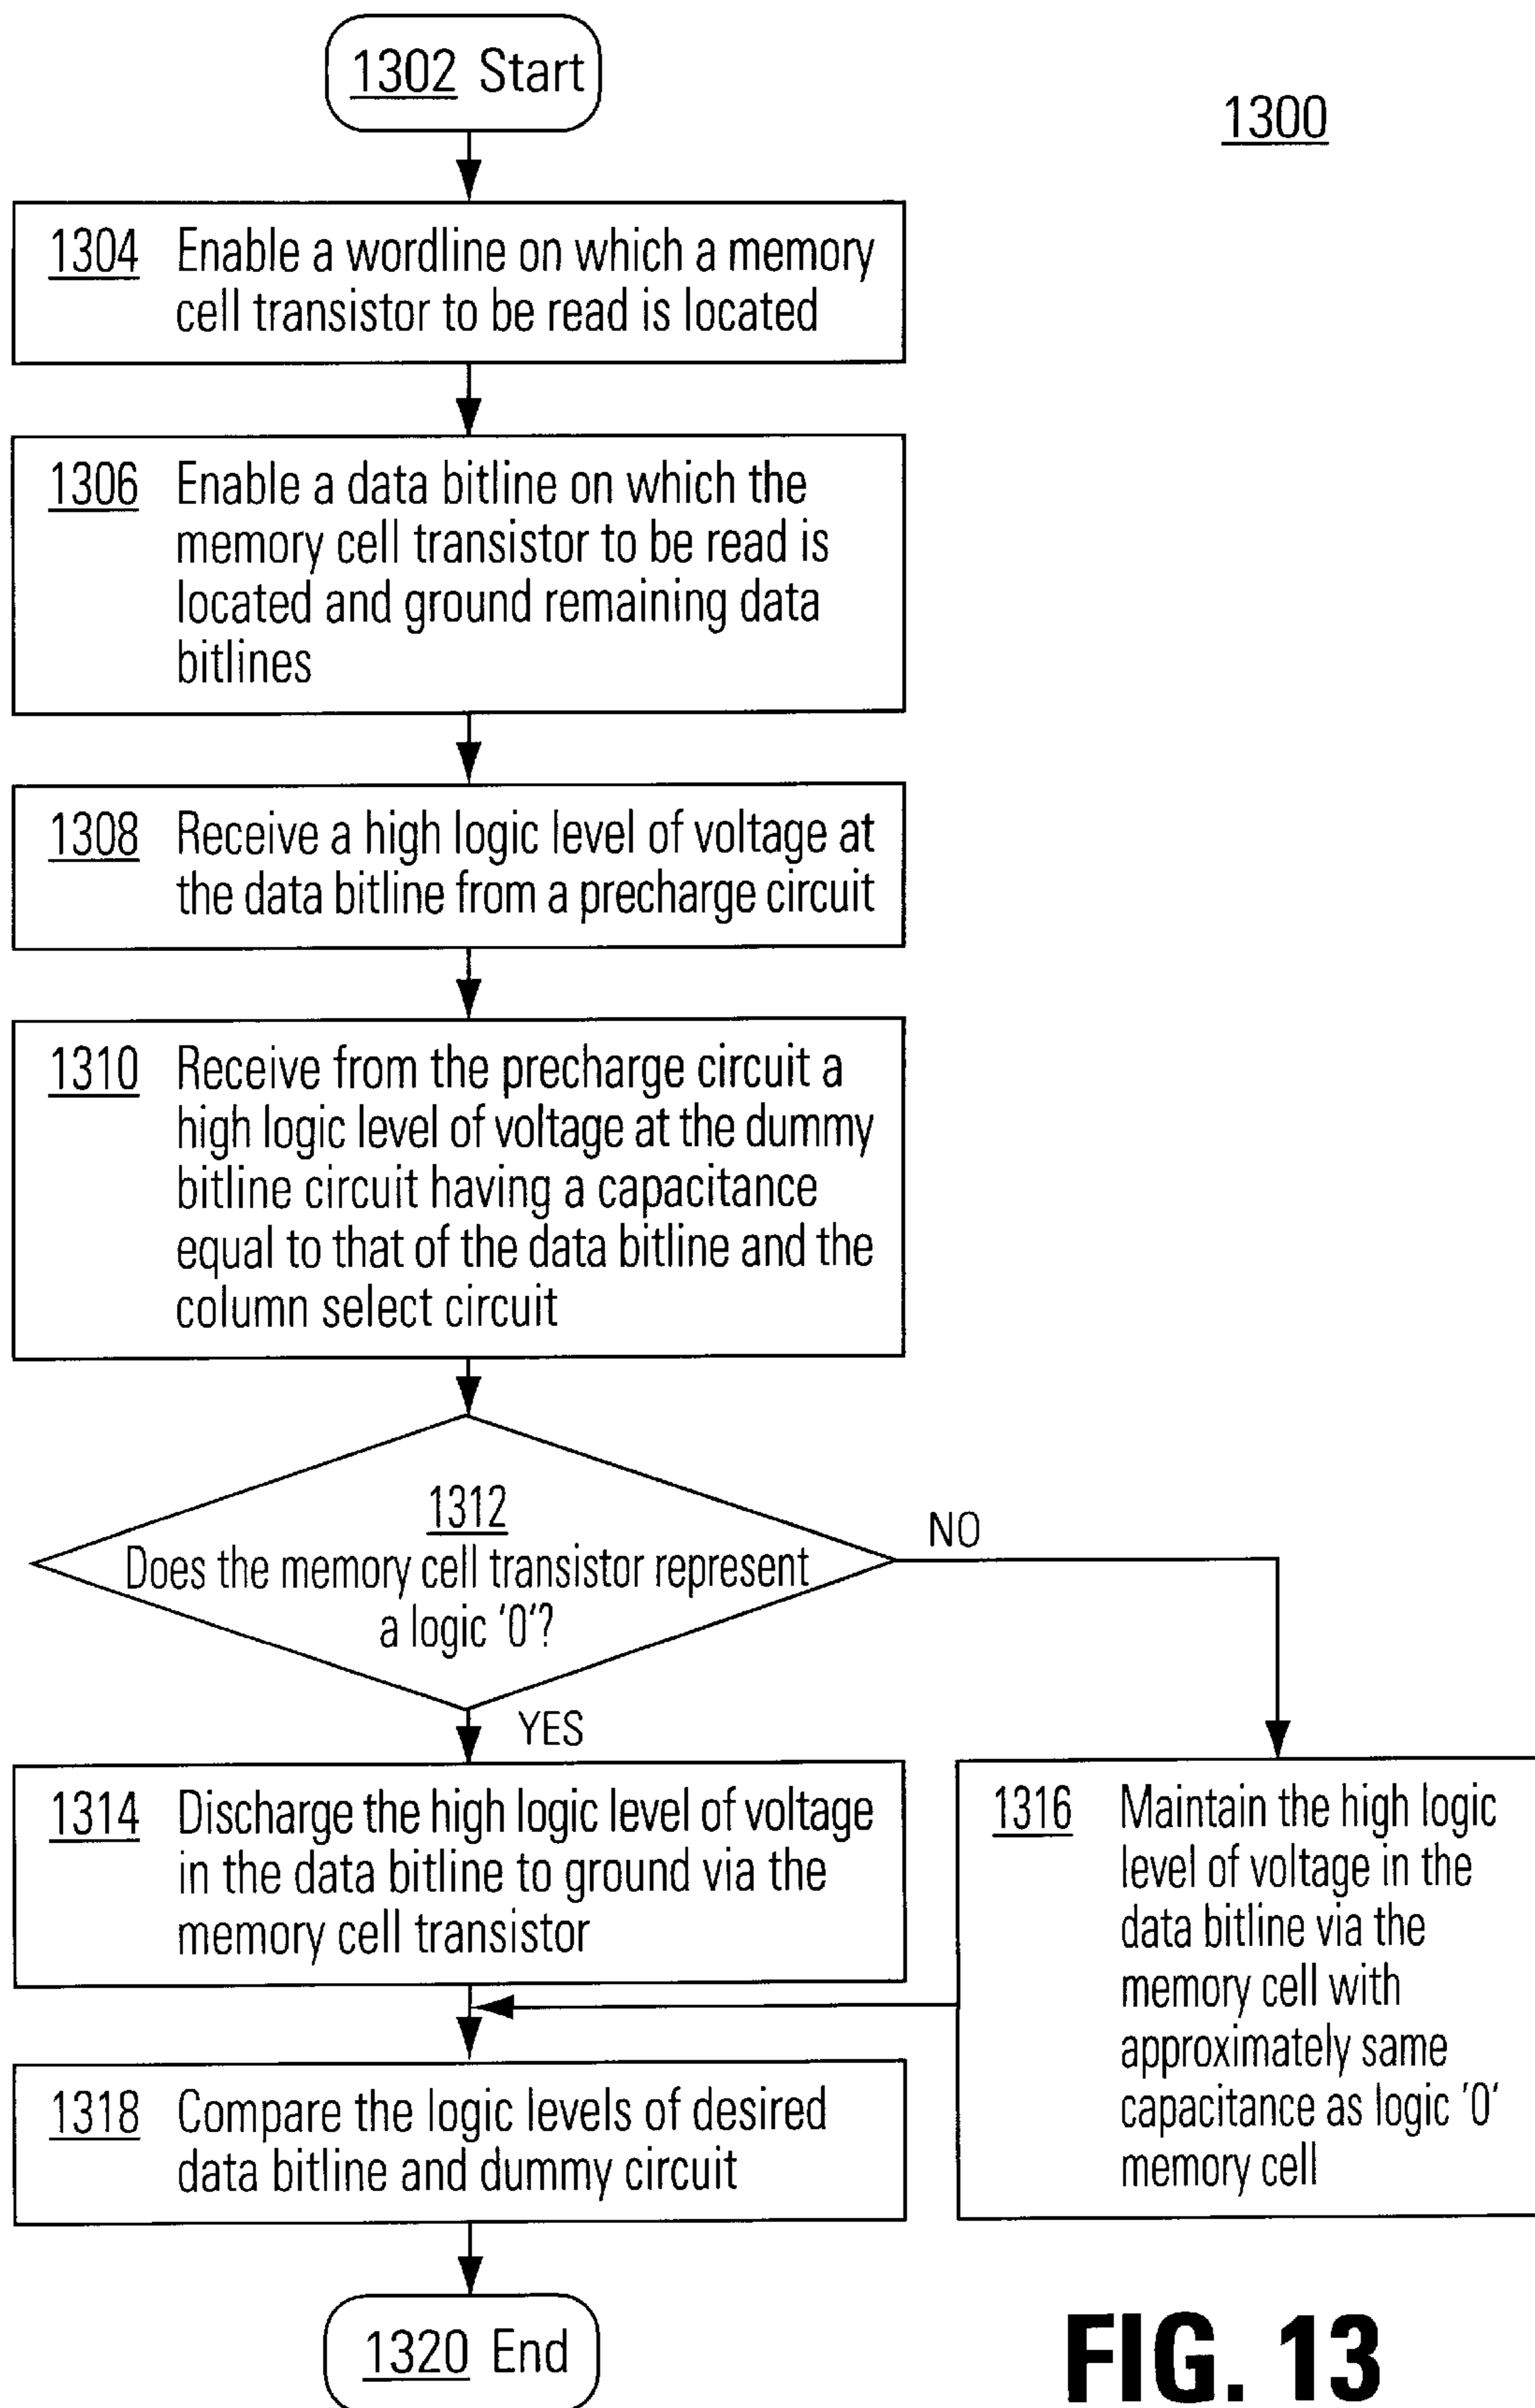 1302 Start
1300
1304 Enable a wordline on which a memory
cell transistor to be read is located
1306 Enable a data bitline on which the
memory cell transistor to be read is
located and ground remaining data
bitlines
1308 Receive a high logic level of voltage at
the data bitline from a precharge circuit
1310 Receive from the precharge circuit a
high logic level of voltage at the dummy
bitline circuit having a capacitance
equal to that of the data bitline and the
column select circuit
1312
Does the memory cell transistor represent
a logic '0'?
NO
YES
1314 Discharge the high logic level of voltage
in the data bitline to ground via the
memory cell transistor
1316 Maintain the high logic
level of voltage in the
data bitline via the
memory cell with
approximately same
capacitance as logic '0'
memory cell
1318 Compare the logic levels of desired
data bitline and dummy circuit
1320 End
FIG. 13